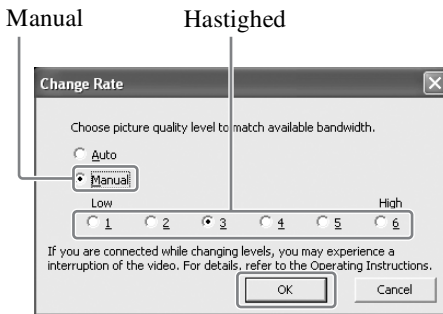 Manual Hastighed
Change Rate
Choose picture quality level to match available bandwidth.
Auto
Manual
Low High
1 2 3 4 5 6
If you are connected while changing levels, you may experience a
interruption of the video. For details, refer to the Operating Instructions.
OK Cancel